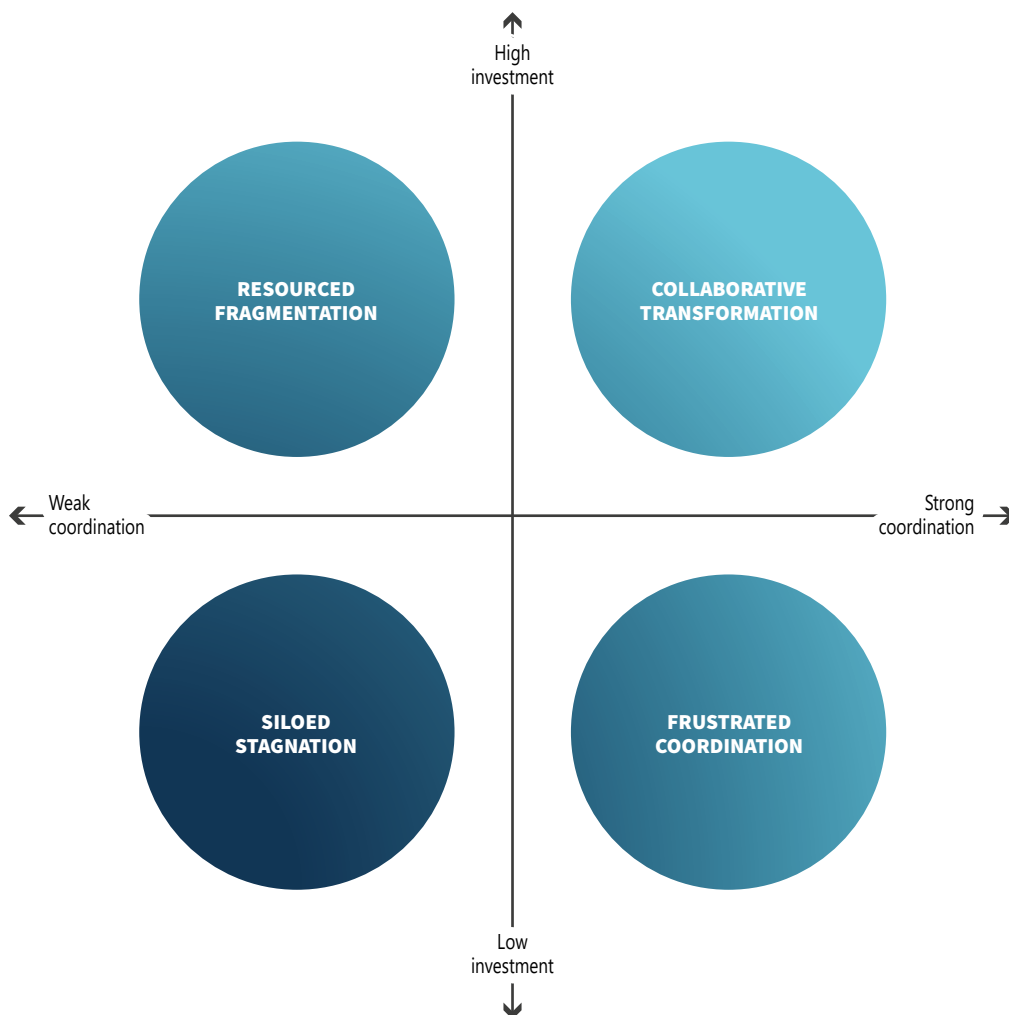 High
investment
RESOURCED
FRAGMENTATION
COLLABORATIVE
TRANSFORMATION
Weak
coordination
Strong
coordination
SILOED
STAGNATION
FRUSTRATED
COORDINATION
Low
investment